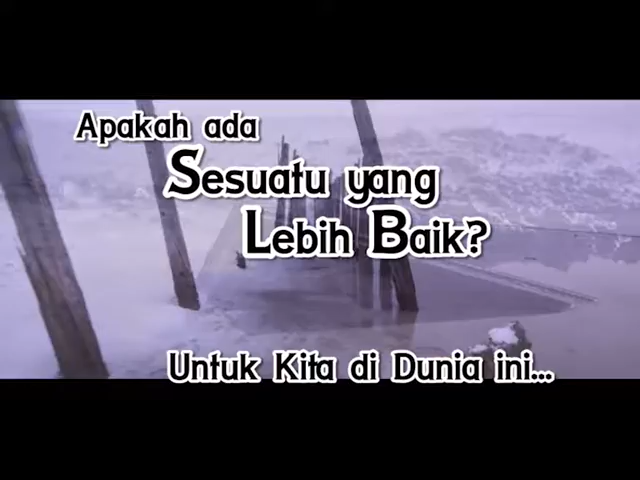 Apakah ada
Sesuatu yang
Lebih Baik?
Untuk Kita di Dunia ini...